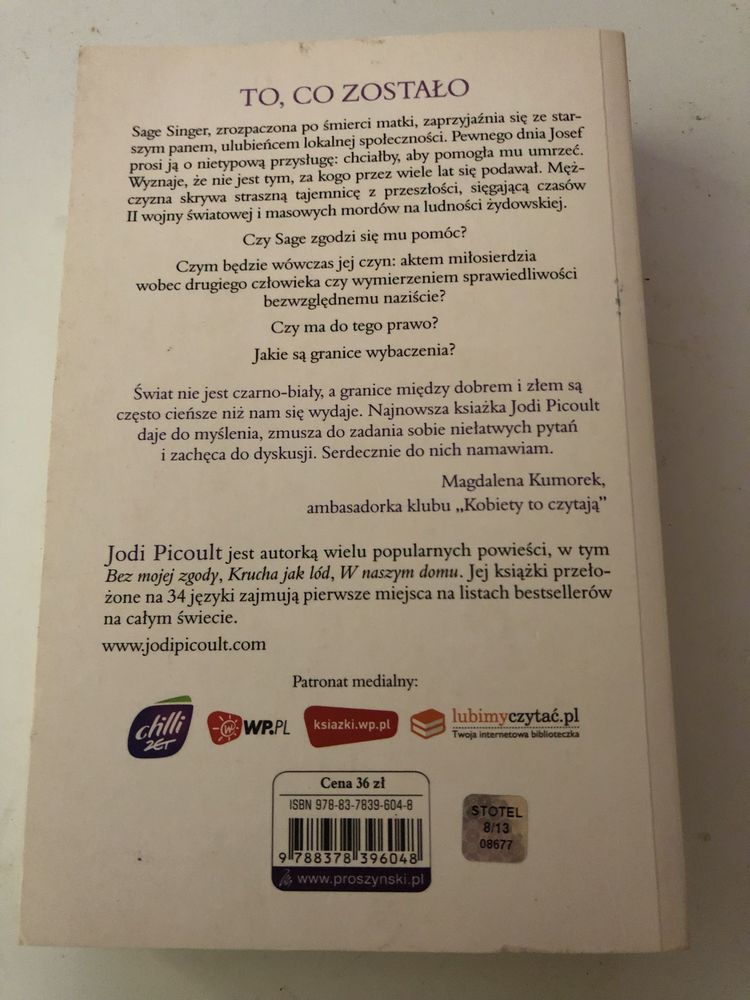 TO, CO ZOSTAŁO
Sage Singer, zrozpaczona po śmierci matki, zaprzyjaźnia się ze star-
szym panem, ulubieńcem lokalnej społeczności. Pewnego dnia Josef
prosi ją o nietypową przysługę: chciałby, aby pomogła mu umrzeć.
Wyznaje, że nie jest tym, za kogo przez wiele lat się podawał. Męż-
czyzna skrywa straszną tajemnicę z przeszłości, sięgającą czasów
II wojny światowej i masowych mordów na ludności żydowskiej.
Czy Sage zgodzi się mu pomóc?
Czym będzie wówczas jej czyn: aktem miłosierdzia
wobec drugiego człowieka czy wymierzeniem sprawiedliwości
bezwzględnemu naziście?
Czy ma do tego prawo?
Jakie są granice wybaczenia?
Świat nie jest czarno-biały, a granice między dobrem i złem są
często cieńsze niż nam się wydaje. Najnowsza książka Jodi Picoult
daje do myślenia, zmusza do zadania sobie niełatwych pytań
i zachęca do dyskusji. Serdecznie do nich namawiam.
Magdalena Kumorek,
ambasadorka klubu „Kobiety to czytają”
Jodi Picoult jest autorką wielu popularnych powieści, w tym
Bez mojej zgody, Krucha jak lód, W naszym domu. Jej książki przeło-
żone na 34 języki zajmują pierwsze miejsca na listach bestsellerów
na całym świecie.
www.jodipicoult.com
Patronat medialny:
chilli
ZET
w WP.PL
ksiazki.wp.pl
lubimyczytać.pl
Twoja internetowa biblioteczka
Cena 36 zł
ISBN 978-83-7839-604-8
9 788378 396048
www.proszynski.pl
STOTEL
8/13
08677